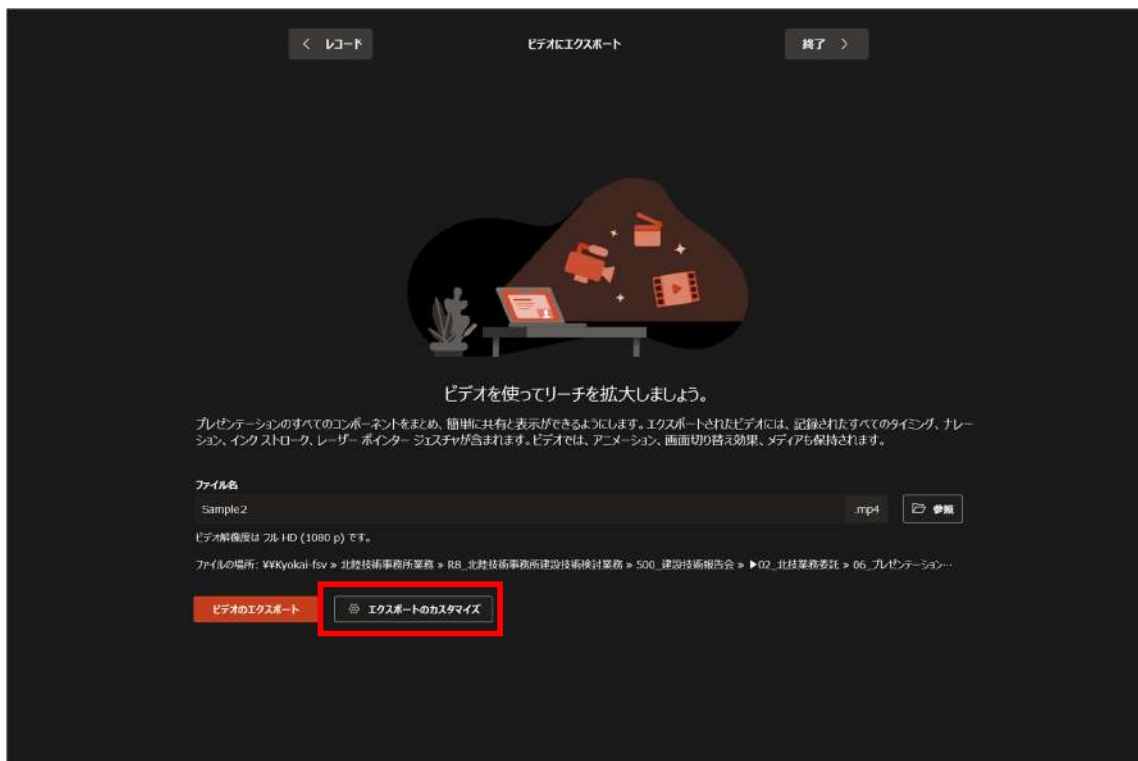 レコード
ビデオにエクスポート
終了
ビデオを使ってリーチを拡大しましょう。
プレゼンテーションのすべてのコンポーネントをまとめ、簡単に共有と表示ができるようにします。エクスポートされたビデオには、記録されたすべてのタイミング、ナレー
ション、インク ストローク、レーザー ポインター ジェスチャが含まれます。ビデオでは、アニメーション、画面切り替え効果、メディアも保持されます。
ファイル名
Sample2
.mp4
参照
ビデオ解像度は フル HD (1080 p) です。
ファイルの場所: ¥¥Kyokai-fsv » 北陸技術事務所業務 » R8_北陸技術事務所建設技術検討業務 » 500_建設技術報告会 » ▶02_北技業務委託 » 06_プレゼンテーション…
ビデオのエクスポート
エクスポートのカスタマイズ